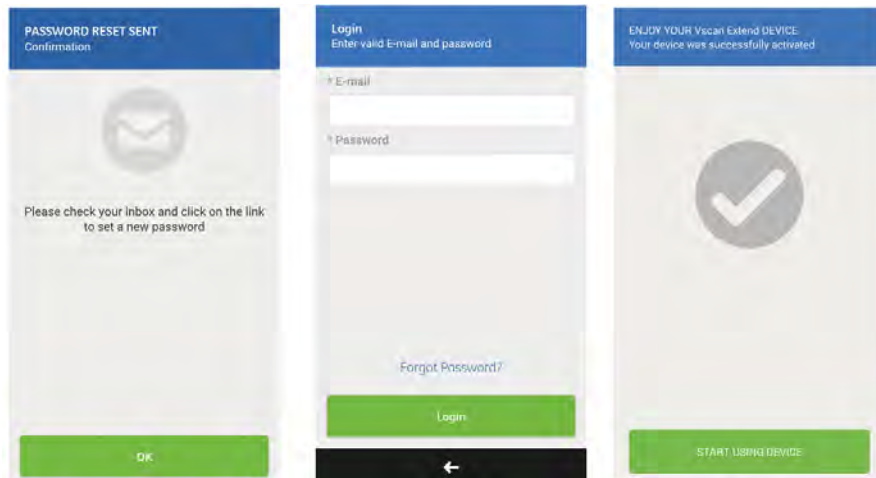 PASSWORD RESET SENT
Confirmation
Please check your inbox and click on the link
to set a new password
OK
Login
Enter valid E-mail and password
* E-mail
* Password
Forgot Password?
Login
ENJOY YOUR Vscan Extend DEVICE
Your device was successfully activated
START USING DEVICE